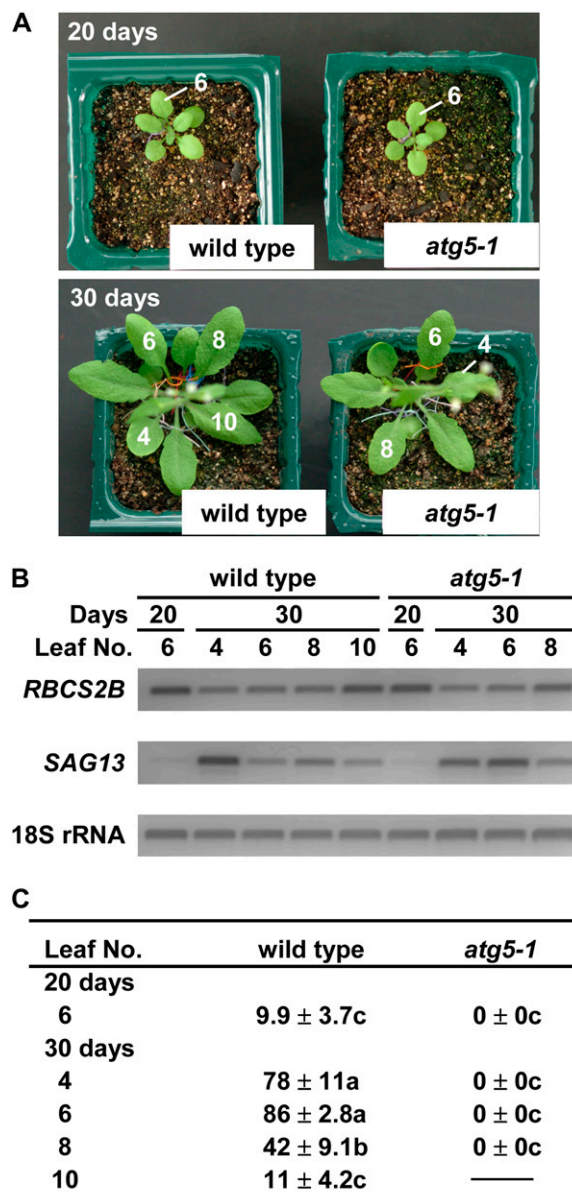 A
20 days
6
6
wild type
atg5-1
30 days
6
8
4
10
wild type
6
4
8
atg5-1
B
wild type atg5-1
Days 20 30 20 30
Leaf No. 6 4 6 8 10 6 4 6 8
RBCS2B
SAG13
18S rRNA
C
Leaf No. wild type atg5-1
20 days
6 9.9 ± 3.7c 0 ± 0c
30 days
4 78 ± 11a 0 ± 0c
6 86 ± 2.8a 0 ± 0c
8 42 ± 9.1b 0 ± 0c
10 11 ± 4.2c —